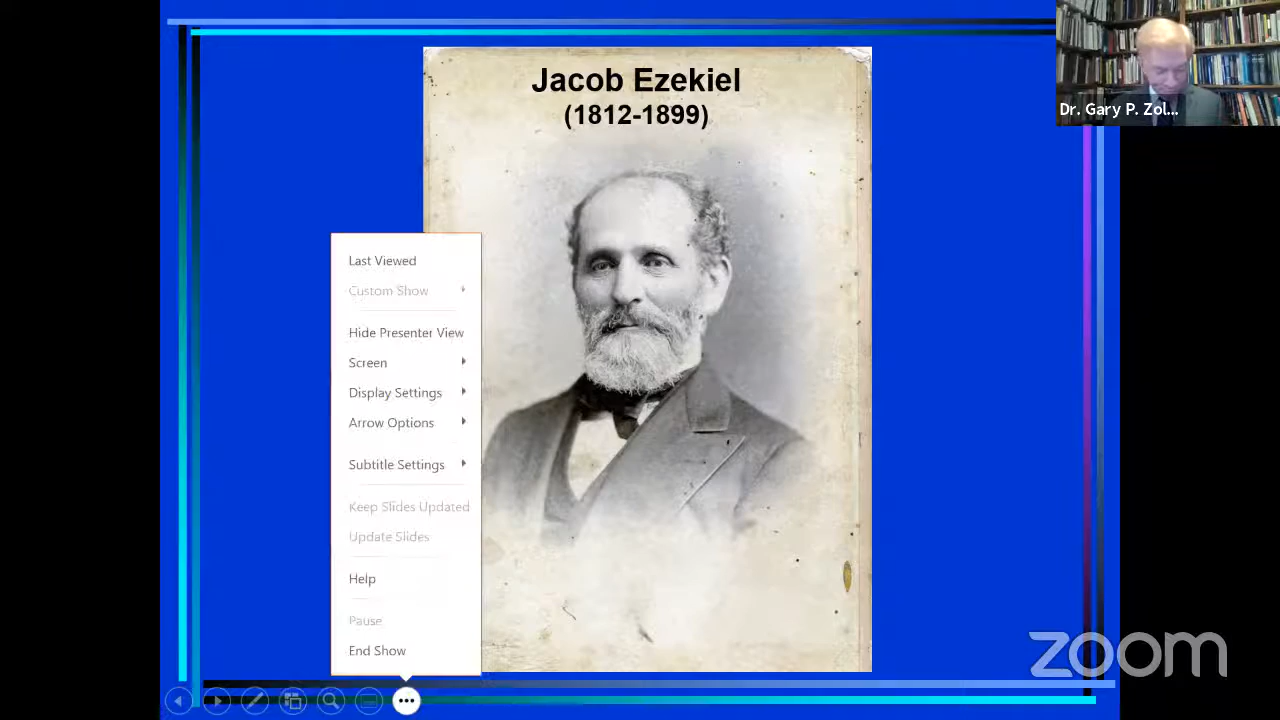 Jacob Ezekiel
(1812-1899)
Dr. Gary P. Zol...
Last Viewed
Custom Show
Hide Presenter View
Screen
Display Settings
Arrow Options
Subtitle Settings
Keep Slides Updated
Update Slides
Help
Pause
End Show
zoom